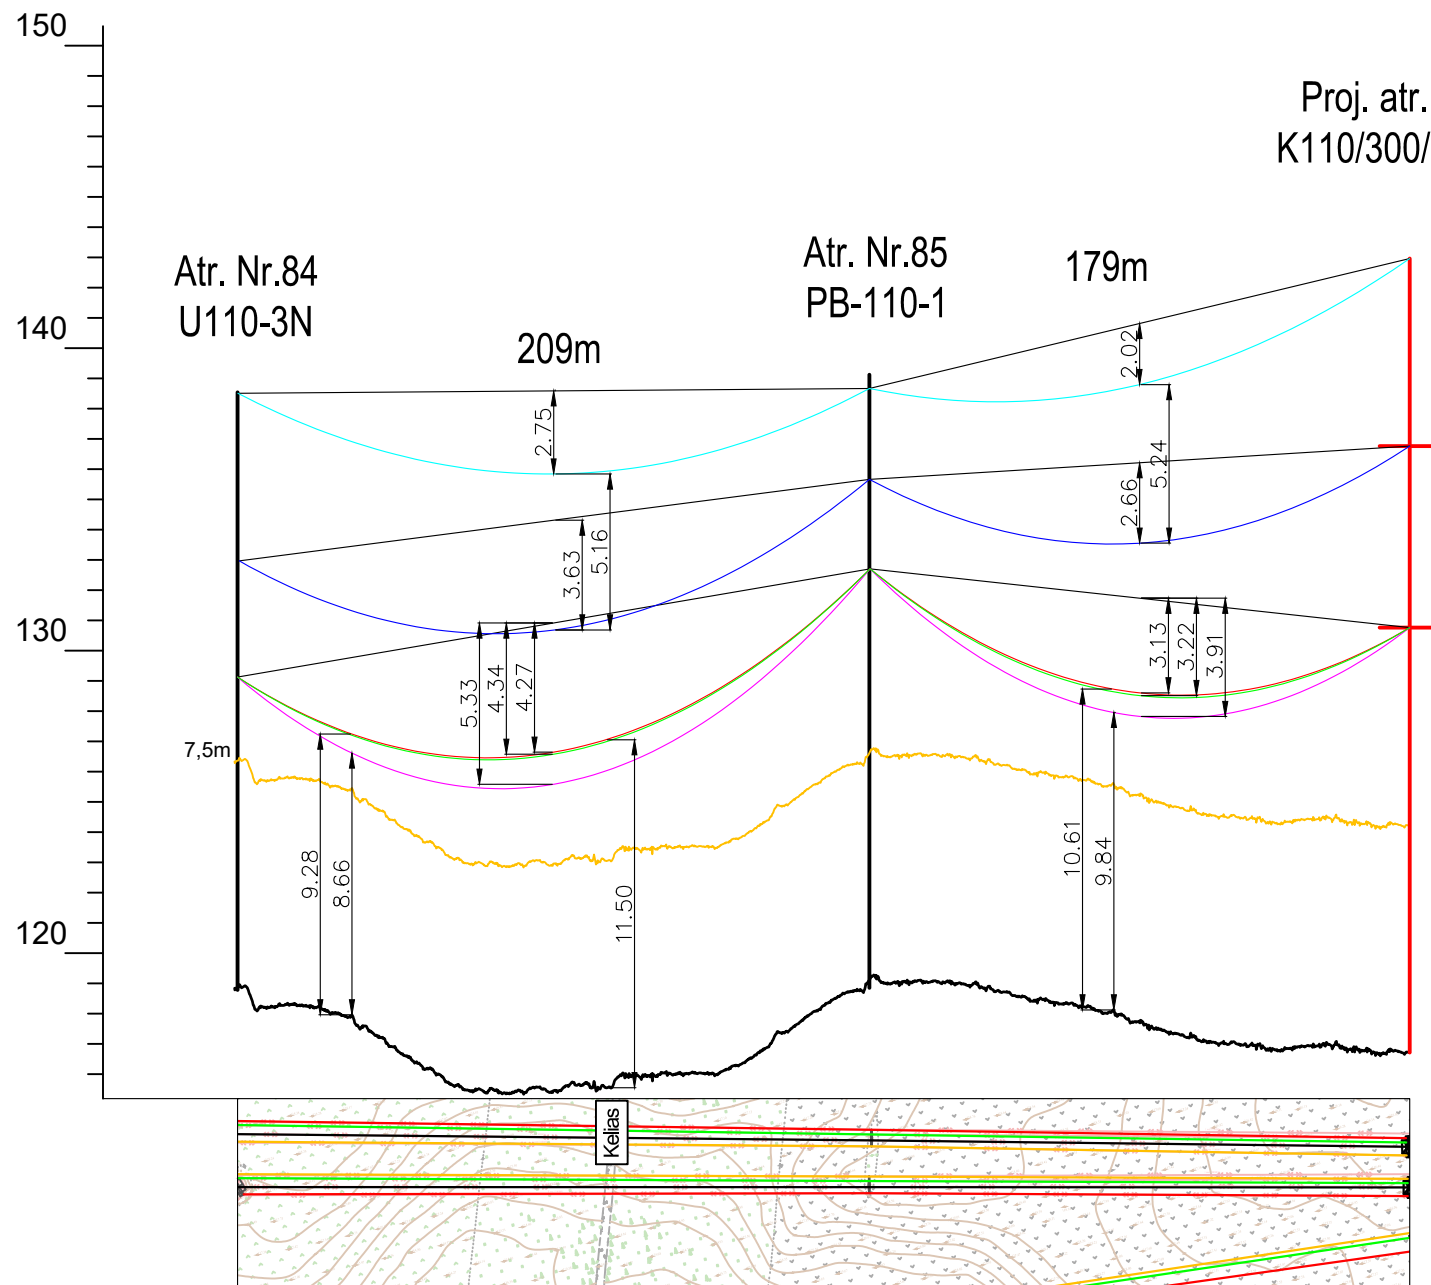 150
140
130
120
Atr. Nr.84
U110-3N
209m
Atr. Nr.85
PB-110-1
179m
Proj. atr.
K110/300/
2.75
5.16
3.63
5.33
4.34
4.27
2.02
5.24
2.66
3.13
3.22
3.91
7,5m
9.28
8.66
11.50
10.61
9.84
Kelias